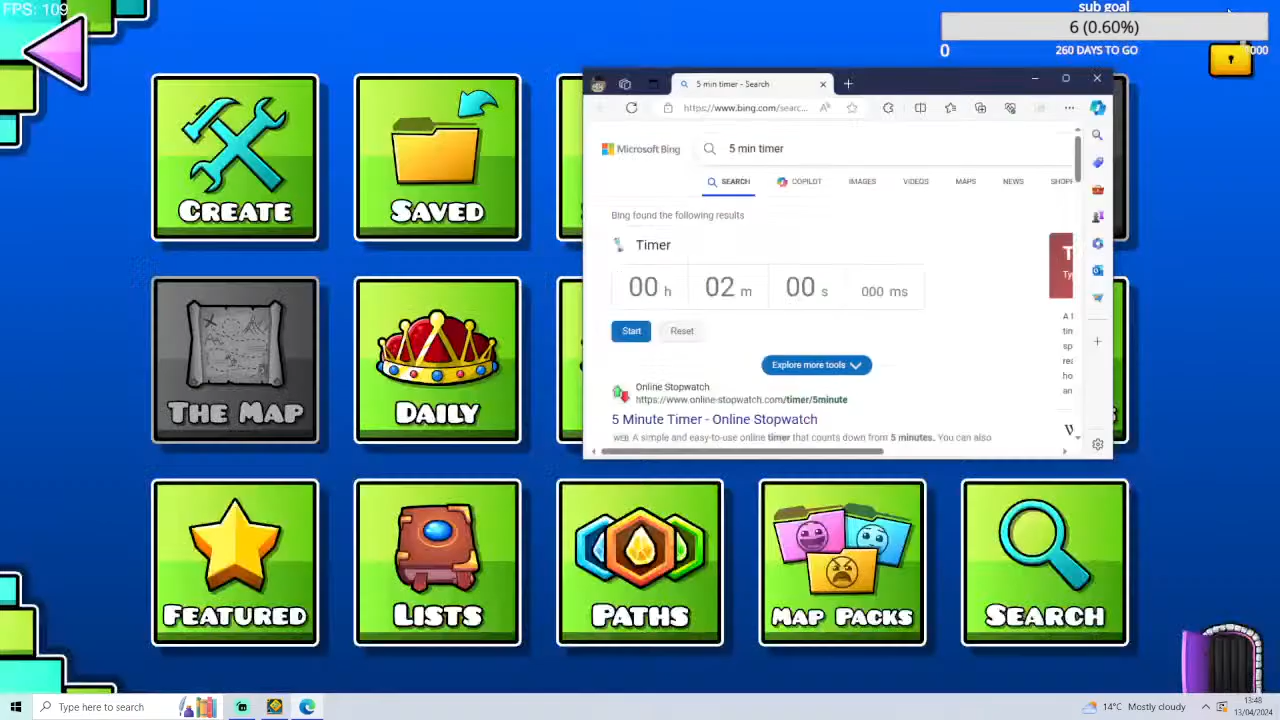 FPS: 109
sub goal
6 (0.60%)
0
260 DAYS TO GO
5 min timer - Search
https://www.bing.com/searc...
Microsoft Bing
5 min timer
SEARCH
COPILOT
IMAGES
VIDEOS
MAPS
NEWS
Bing found the following results
Timer
00 h
02 m
00 s
000 ms
Start
Reset
Explore more tools
Online Stopwatch
https://www.online-stopwatch.com/timer/5minute
5 Minute Timer - Online Stopwatch
WEB A simple and easy-to-use online timer that counts down from 5 minutes. You can also
CREATE
SAVED
THE MAP
DAILY
FEATURED
LISTS
PATHS
MAP PACKS
SEARCH
Type here to search
14°C Mostly cloudy
13:48
13/04/2024